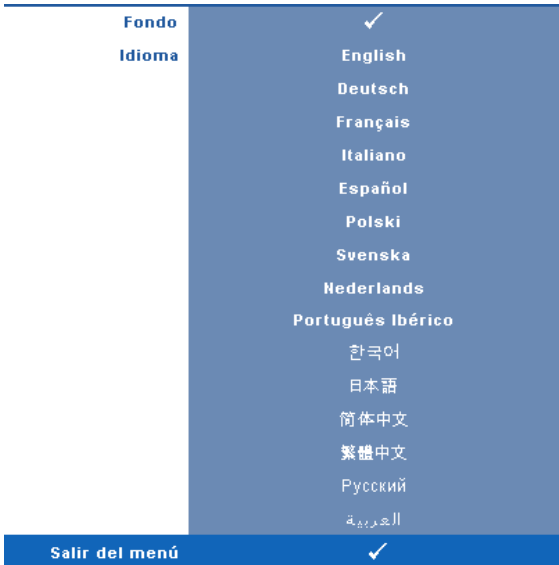 Fondo
Idioma English
Deutsch
Français
Italiano
Español
Polski
Svenska
Nederlands
Português Ibérico
한국어
日本語
简体中文
繁體中文
Русский
العربية
Salir del menú